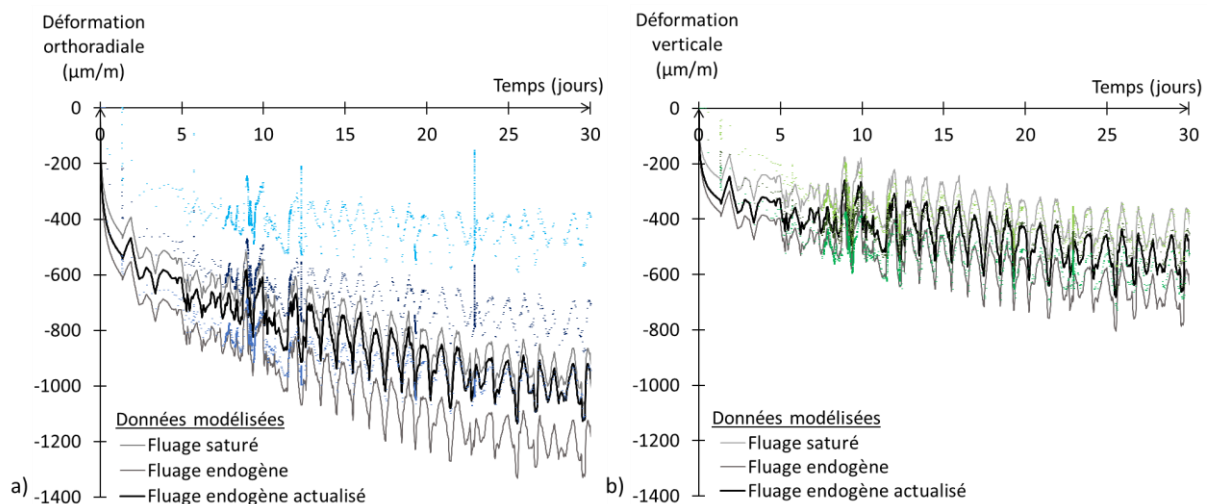 Déformation
orthoradiale
(µm/m)
Temps (jours)
0
0 5 10 15 20 25 30
-200
-400
-600
-800
-1000
-1200
-1400
Données modélisées
Fluage saturé
Fluage endogène
Fluage endogène actualisé
a)
Déformation
verticale
(µm/m)
Temps (jours)
0
0 5 10 15 20 25 30
-200
-400
-600
-800
-1000
-1200
-1400
Données modélisées
Fluage saturé
Fluage endogène
Fluage endogène actualisé
b)